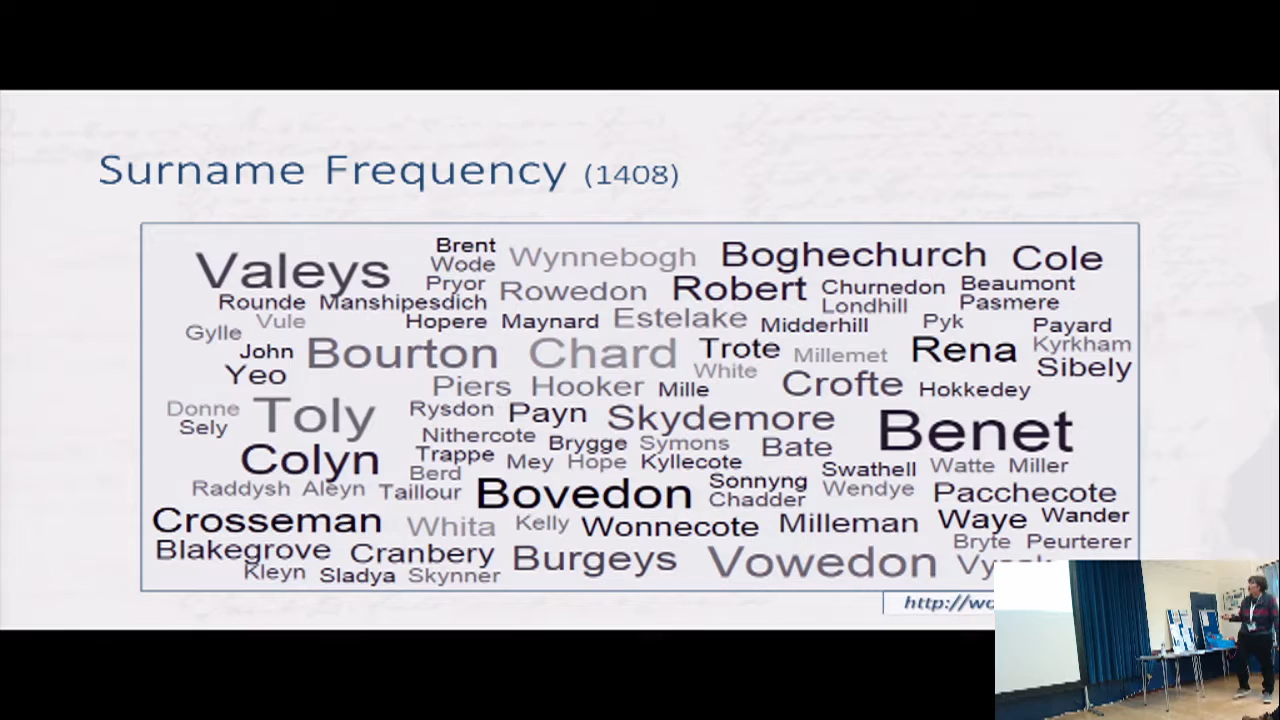 Surname Frequency (1408)
Valeys Brent Wynnebogh Boghechurch Cole
Wode
Pryor Rowedon Robert Churnedon Beaumont
Rounde Manshipesdich Londhill Pasmere
Gylle Vule Hopere Maynard Estelake Midderhill Pyk Payard
John Bourton Chard Trote Millemet Rena Kyrkham
Yeo White Sibely
Piers Hooker Mille Crofte Hokkedey
Donne Toly Rysdon Payn Skydemore Benet
Sely
Nithercote Brygge Symons Bate
Colyn Trappe Mey Hope Kyllecote Swathell Watte Miller
Berd
Raddysh Aleyn Taillour Bovedon Sonnyng Wendye Pacchecote
Chadder
Crosseman Whita Kelly Wonnecote Milleman Waye Wander
Blakegrove Cranbery Burgeys Vowedon Bryte Peurterer
Kleyn Sladya Skynner